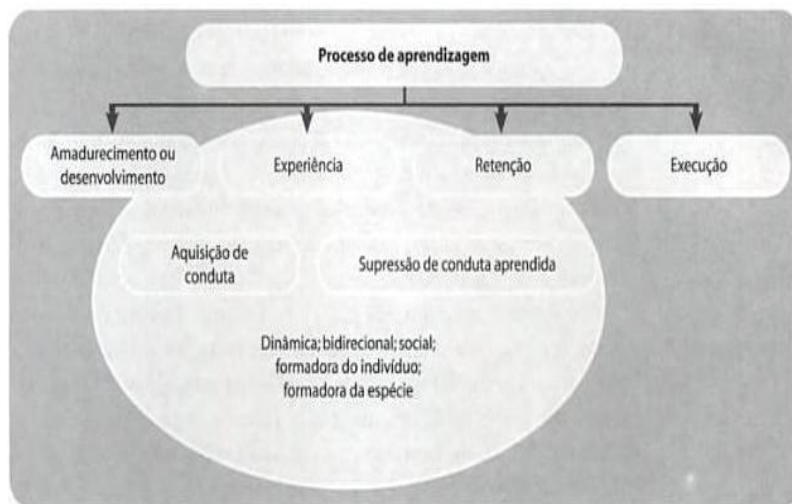 Processo de aprendizagem
Amadurecimento ou
desenvolvimento
Experiência
Retenção
Execução
Aquisição de
conduta
Supressão de conduta aprendida
Dinâmica; bidirecional; social;
formadora do indivíduo;
formadora da espécie